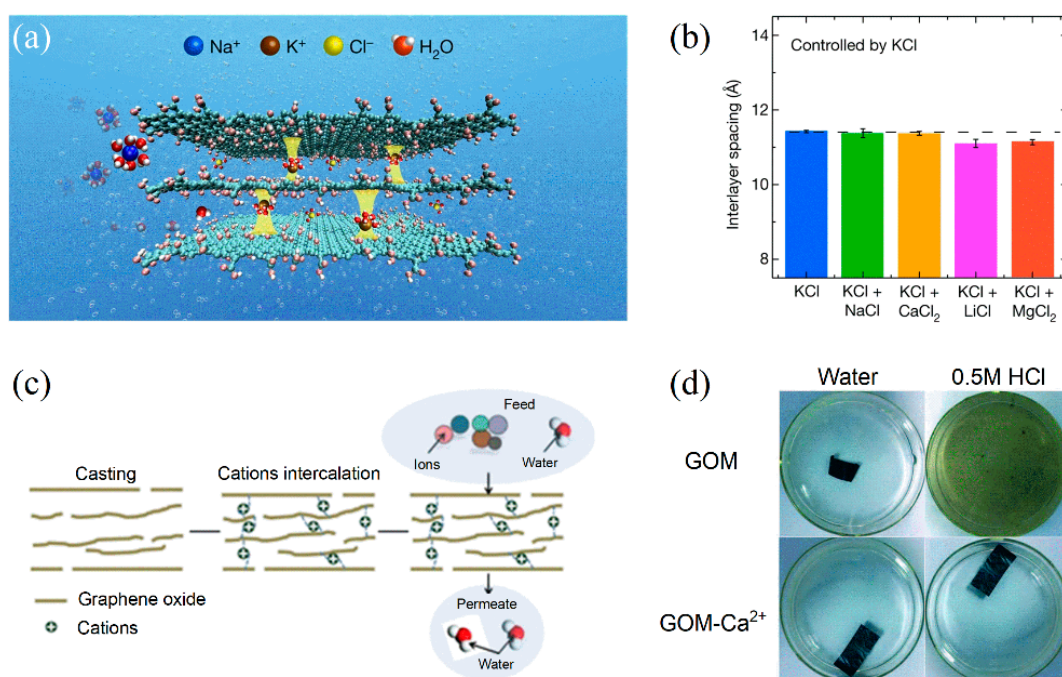 (a)
Na⁺ K⁺ Cl⁻ H₂O
(b)
Controlled by KCl
Interlayer spacing (Å)
14
12
10
8
KCl
KCl +
NaCl
KCl +
CaCl₂
KCl +
LiCl
KCl +
MgCl₂
(c)
Feed
Ions
Water
Casting
Cations intercalation
Graphene oxide
Cations
Permeate
Water
(d)
Water
0.5M HCl
GOM
GOM-Ca²⁺